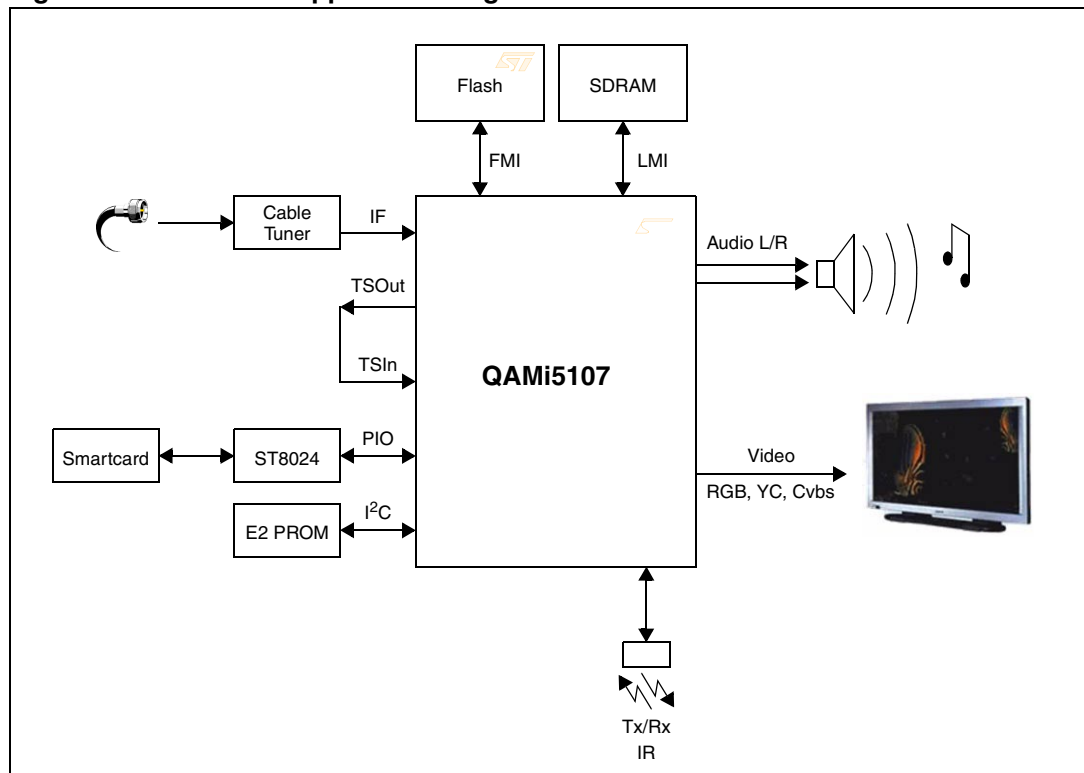 Flash
SDRAM
FMI
LMI
Cable
Tuner
IF
Audio L/R
TSOut
TSIn
QAMi5107
Smartcard
ST8024
PIO
Video
RGB, YC, Cvbs
E2 PROM
I²C
Tx/Rx
IR